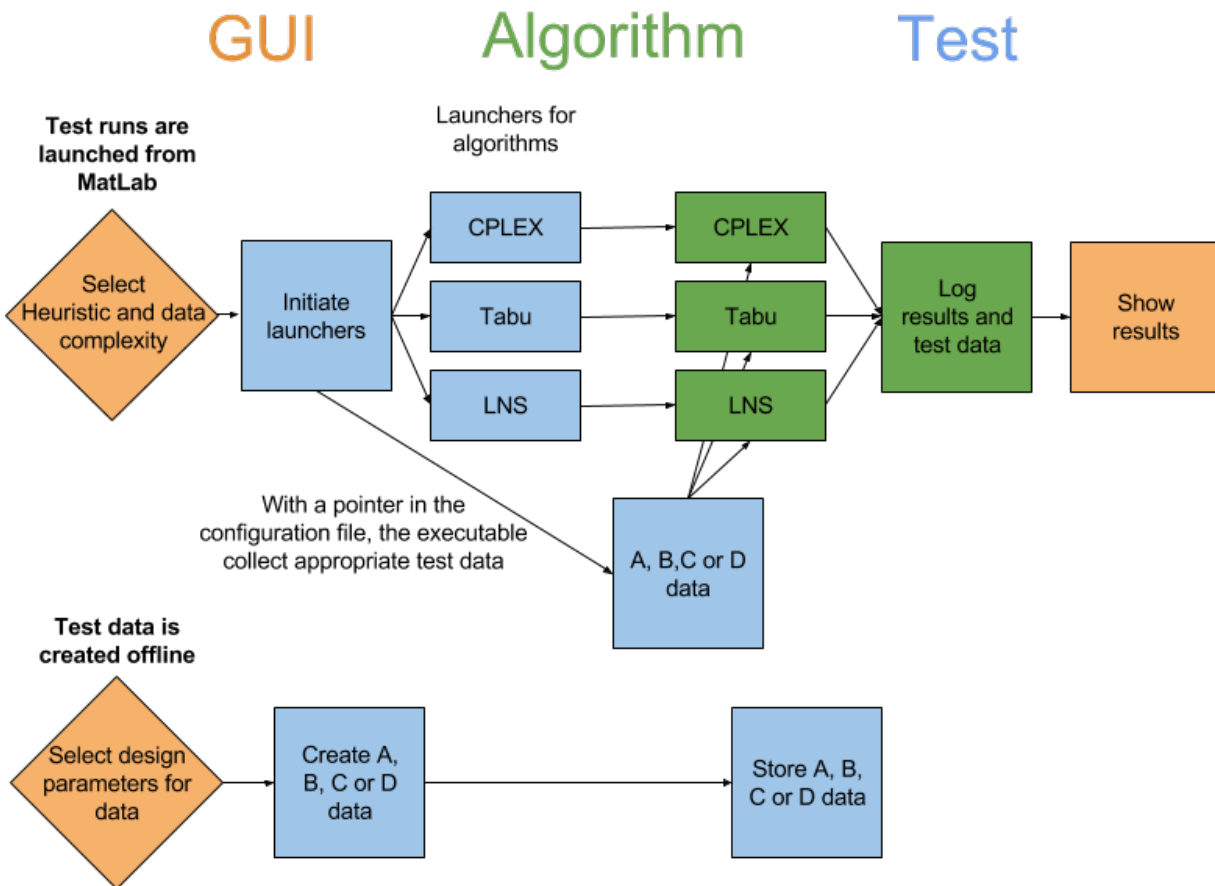 GUI
Algorithm
Test
Test runs are
launched from
MatLab
Launchers for
algorithms
Select
Heuristic and data
complexity
Initiate
launchers
CPLEX
Tabu
LNS
CPLEX
Tabu
LNS
Log
results and
test data
Show
results
With a pointer in the
configuration file, the executable
collect appropriate test data
A, B,C or D
data
Test data is
created offline
Select design
parameters for
data
Create A,
B, C or D
data
Store A, B,
C or D data